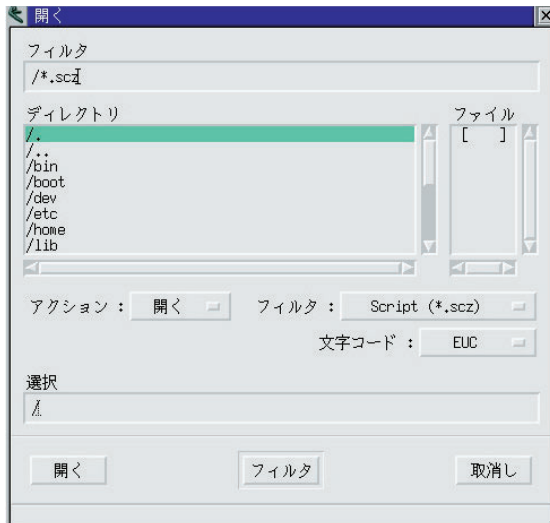 開く
フィルタ
/*.scz
ディレクトリ
/.
/..
/bin
/boot
/dev
/etc
/home
/lib
ファイル
[ ]
アクション : 開く
フィルタ : Script (*.scz)
文字コード : EUC
選択
/
開く
フィルタ
取消し